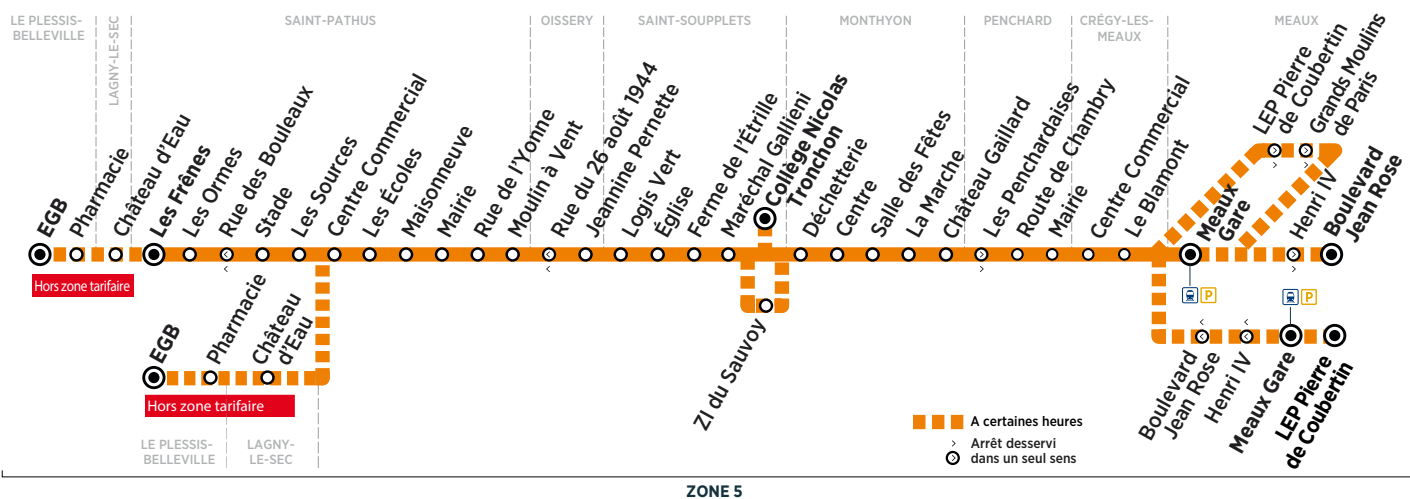 LE PLESSIS-
BELLEVILLE
LAGNY-LE-SEC
SAINT-PATHUS
OISSERY
SAINT-SOUPPLETS
MONTHYON
PENCHARD
CRÉGY-LES-
MEAUX
MEAUX
EGB
Pharmacie
Château d'Eau
Les Frênes
Les Ormes
Rue des Bouleaux
Stade
Les Sources
Centre Commercial
Les Écoles
Maisonneuve
Mairie
Rue de l'Yonne
Moulin à Vent
Rue du 26 août 1944
Jeannine Pernette
Logis Vert
Église
Ferme de l'Étrille
Maréchal Gallieni
Collège Nicolas
Tronchon
Déchetterie
Centre
Salle des Fêtes
La Marche
Château Gaillard
Les Penchardaises
Route de Chambry
Mairie
Centre Commercial
Le Blamont
Meaux
Gare
LEP Pierre
de Coubertin
Grands Moulins
de Paris
Henri IV
Boulevard
Jean Rose
Hors zone tarifaire
P
P
EGB
Pharmacie
Château
d'Eau
Hors zone tarifaire
ZI du Sauvoy
Boulevard
Jean Rose
Henri IV
Meaux Gare
LEP Pierre
de Coubertin
LE PLESSIS-
BELLEVILLE
LAGNY-
LE-SEC
A certaines heures
Arrêt desservi
dans un seul sens
ZONE 5